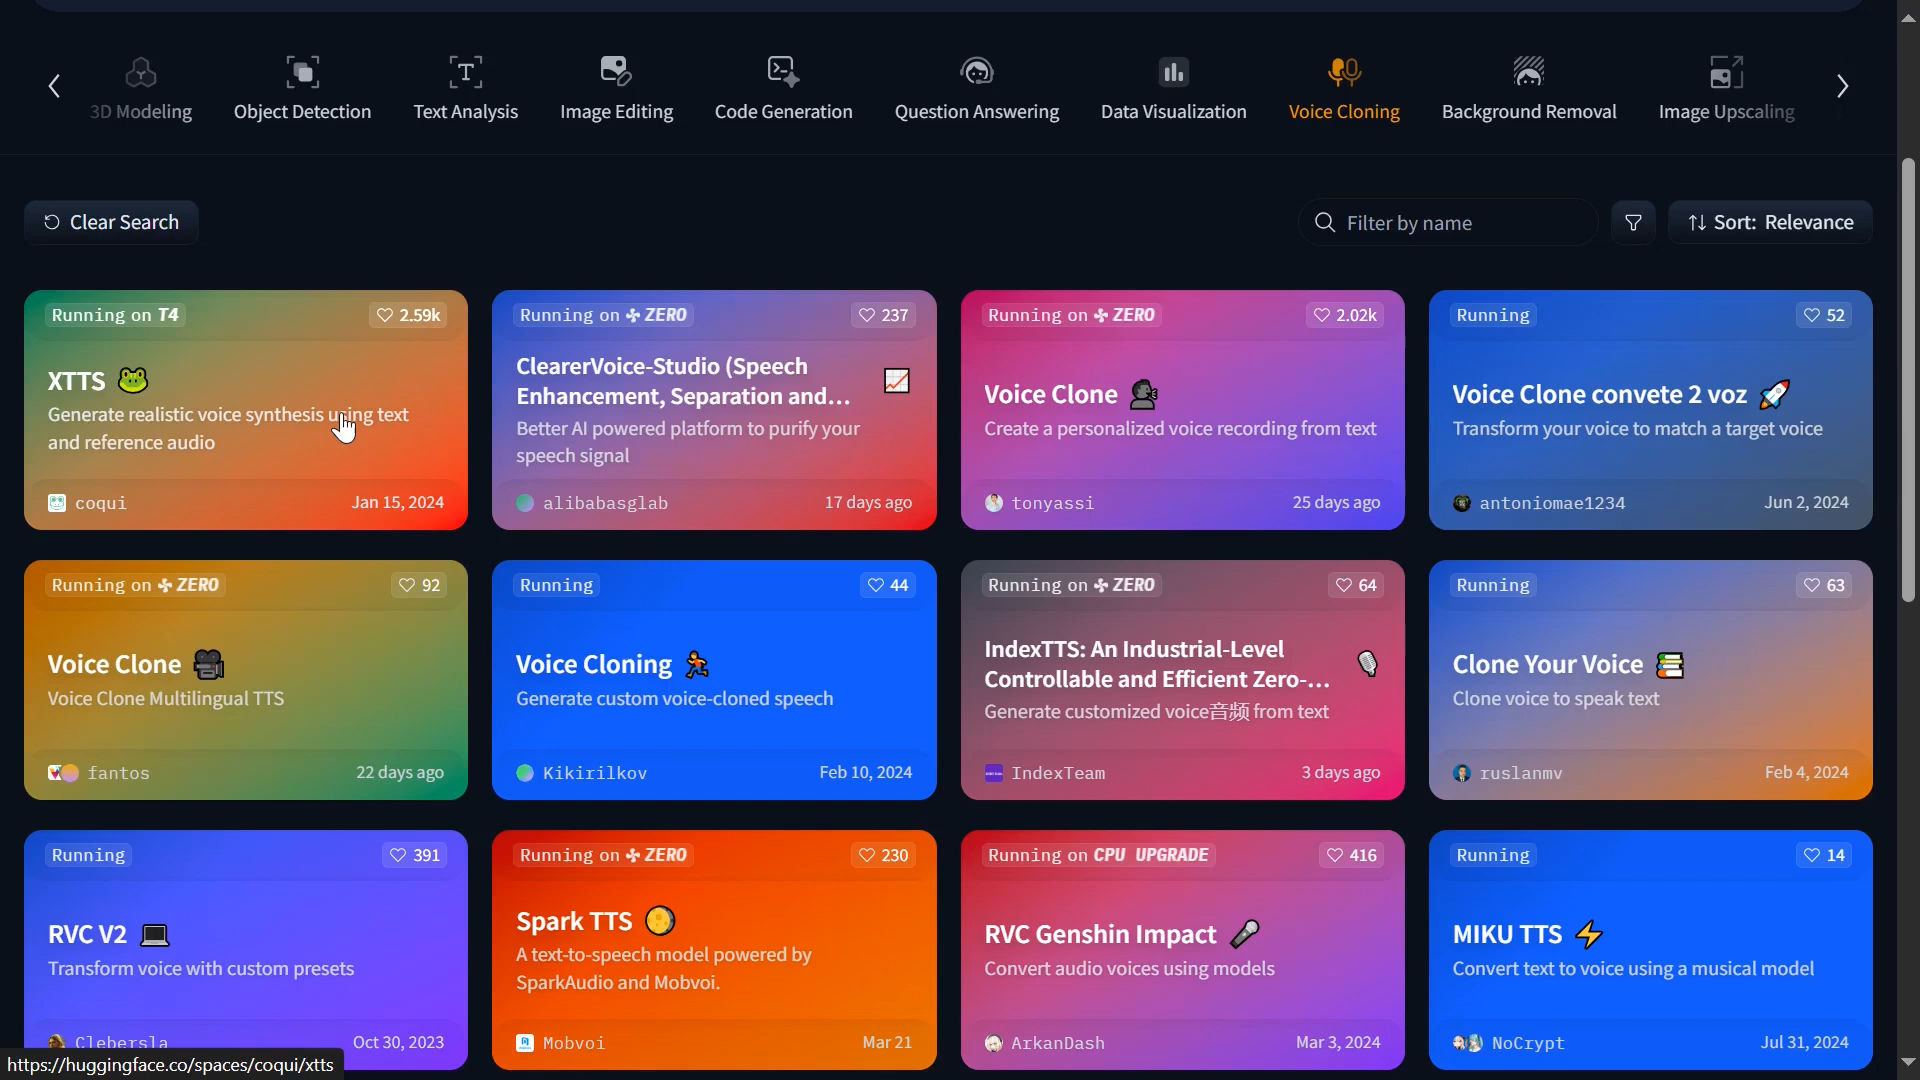 3D Modeling
Object Detection
Text Analysis
Image Editing
Code Generation
Question Answering
Data Visualization
Voice Cloning
Background Removal
Image Upscaling
Clear Search
Filter by name
Sort: Relevance
Running on T4
2.59k
XTTS
Generate realistic voice synthesis using text
and reference audio
coqui
Jan 15, 2024
Running on ZERO
237
ClearerVoice-Studio (Speech
Enhancement, Separation and...
Better AI powered platform to purify your
speech signal
alibabasglab
17 days ago
Running on ZERO
2.02k
Voice Clone
Create a personalized voice recording from text
tonyassi
25 days ago
Running
52
Voice Clone convete 2 voz
Transform your voice to match a target voice
antoniomae1234
Jun 2, 2024
Running on ZERO
92
Voice Clone
Voice Clone Multilingual TTS
fantos
22 days ago
Running
44
Voice Cloning
Generate custom voice-cloned speech
Kikirilkov
Feb 10, 2024
Running on ZERO
64
IndexTTS: An Industrial-Level
Controllable and Efficient Zero-...
Generate customized voice音频 from text
IndexTeam
3 days ago
Running
63
Clone Your Voice
Clone voice to speak text
ruslanmv
Feb 4, 2024
Running
391
RVC V2
Transform voice with custom presets
Clebersla
Oct 30, 2023
Running on ZERO
230
Spark TTS
A text-to-speech model powered by
SparkAudio and Mobvoi.
Mobvoi
Mar 21
Running on CPU UPGRADE
416
RVC Genshin Impact
Convert audio voices using models
ArkanDash
Mar 3, 2024
Running
14
MIKU TTS
Convert text to voice using a musical model
NoCrypt
Jul 31, 2024
https://huggingface.co/spaces/coqui/xtts